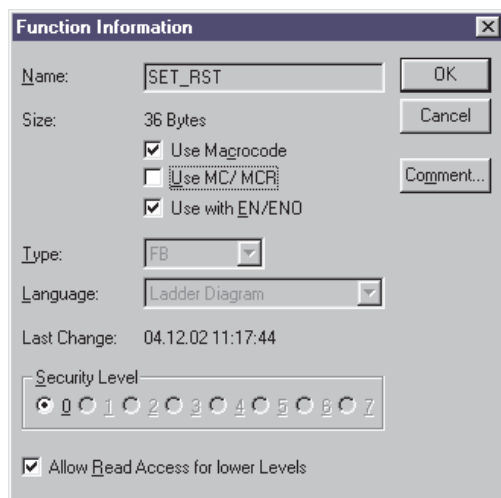 Function Information
Name: SET_RST OK
Size: 36 Bytes Cancel
Use Macrocode
Use MC/ MCR Comment...
Use with EN/ENO
Type: FB
Language: Ladder Diagram
Last Change: 04.12.02 11:17:44
Security Level
0 1 2 3 4 5 6 7
Allow Read Access for lower Levels